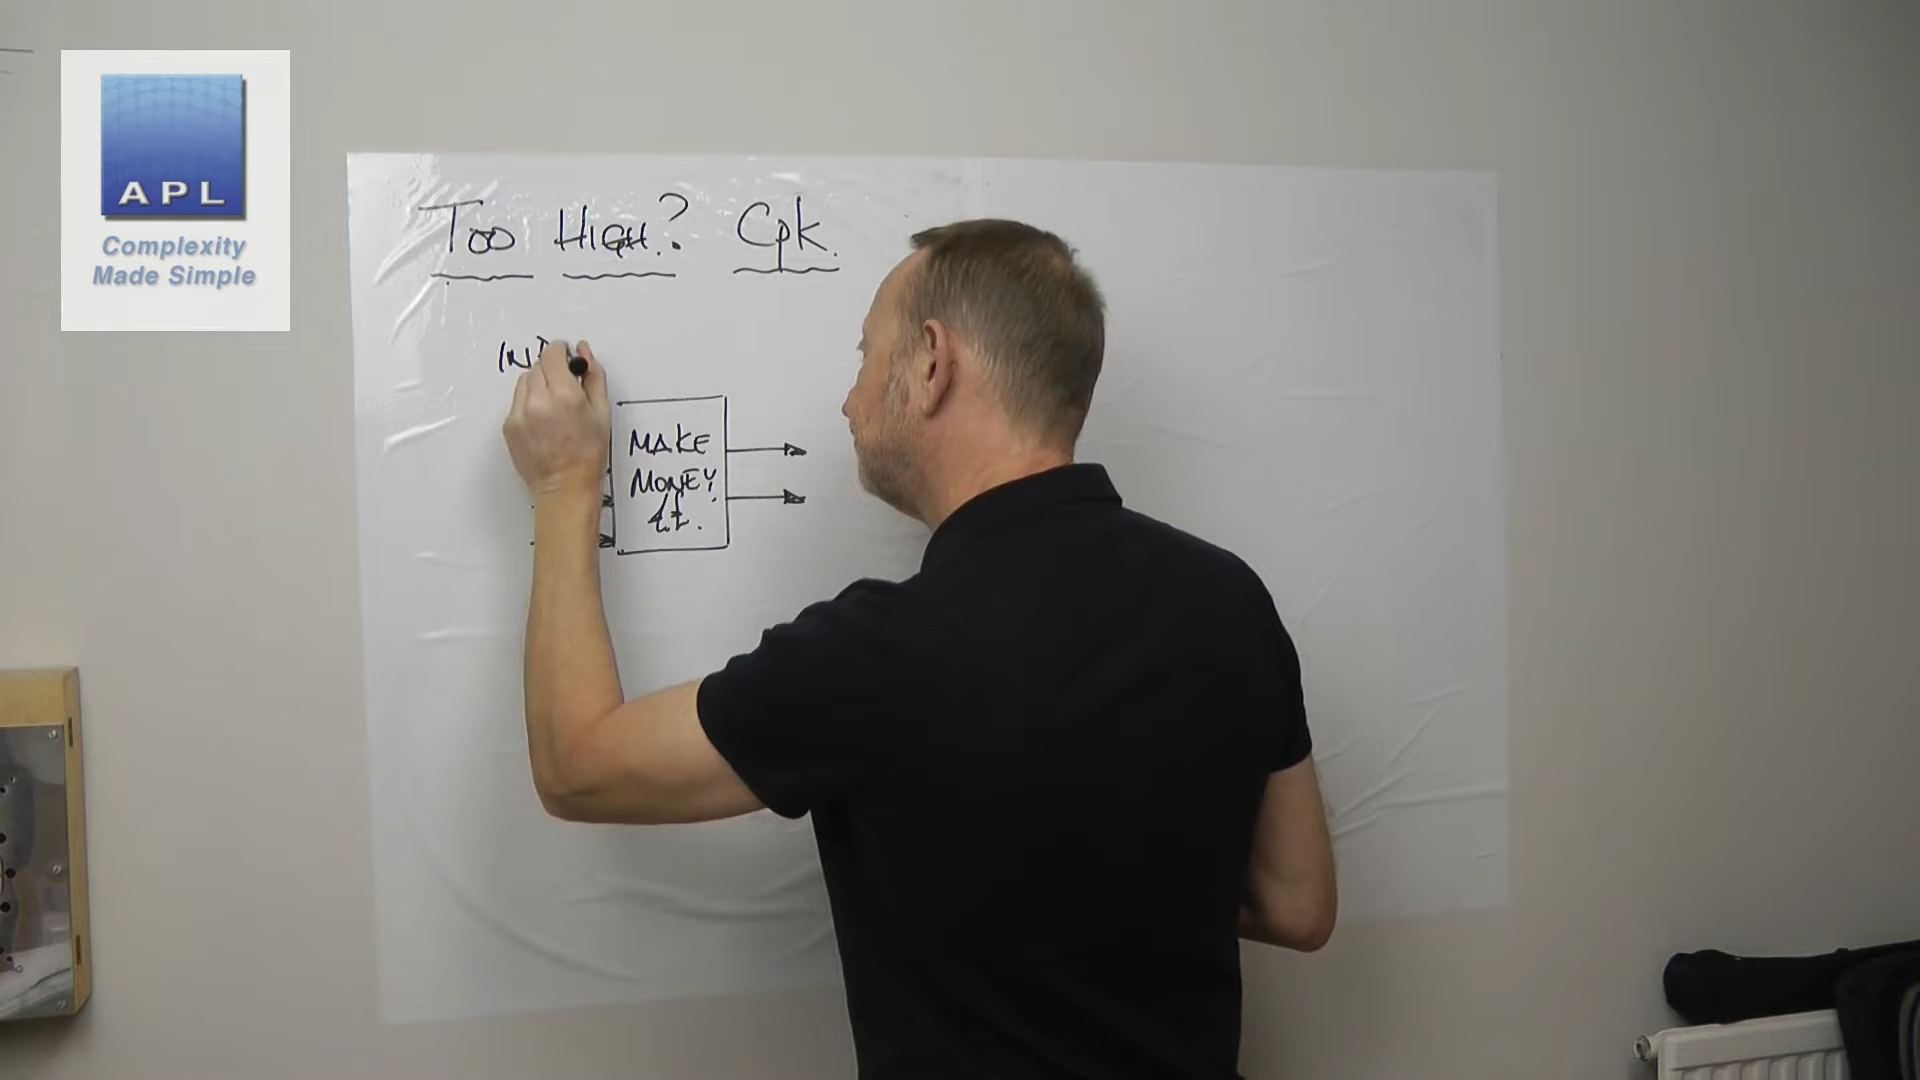 APL
Complexity
Made Simple
TOO HIGH? Cpk.
MAKE
MONEY